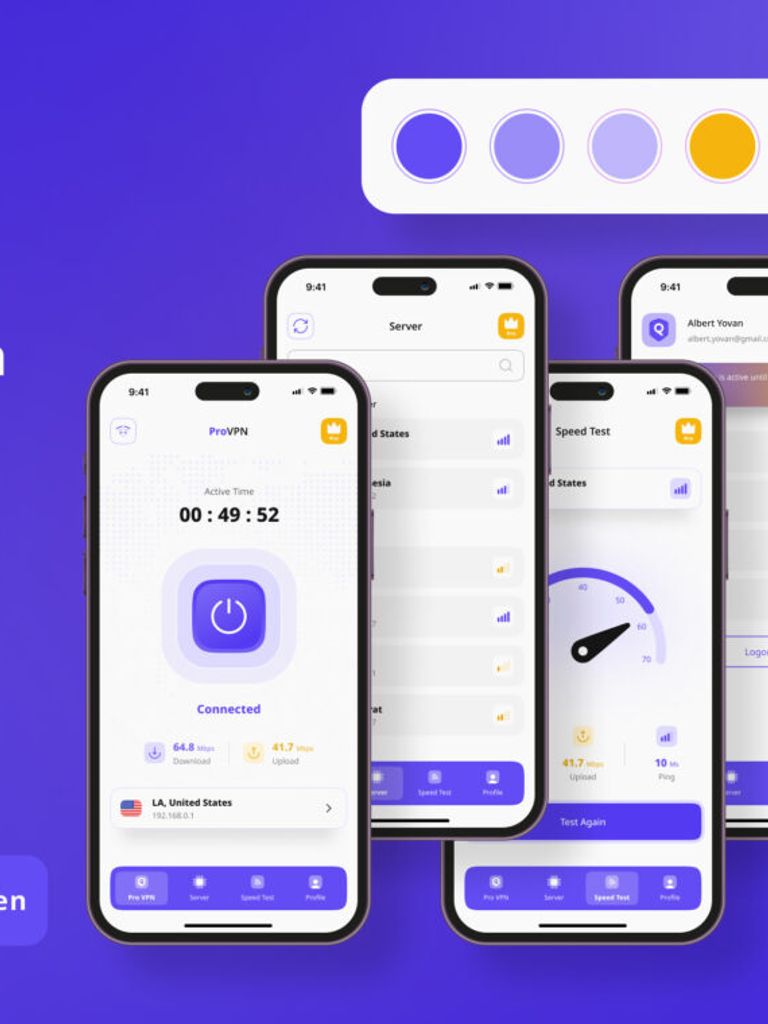 9:41
Server
Pro
d States
esia
2
7
1
rat
7
erver
Speed Test
Profile
9:41
ProVPN
Pro
Active Time
00 : 49 : 52
Connected
64.8 Mbps
Download
41.7 Mbps
Upload
LA, United States
192.168.0.1
Pro VPN
Server
Speed Test
Profile
Speed Test
Pro
d States
40
50
60
70
41.7 Mbps
Upload
10 Ms
Ping
Test Again
Pro VPN
Server
Speed Test
Profile
9:41
Albert Yovan
albert.yovan@gmail.c
is active until
Logo
erver
en